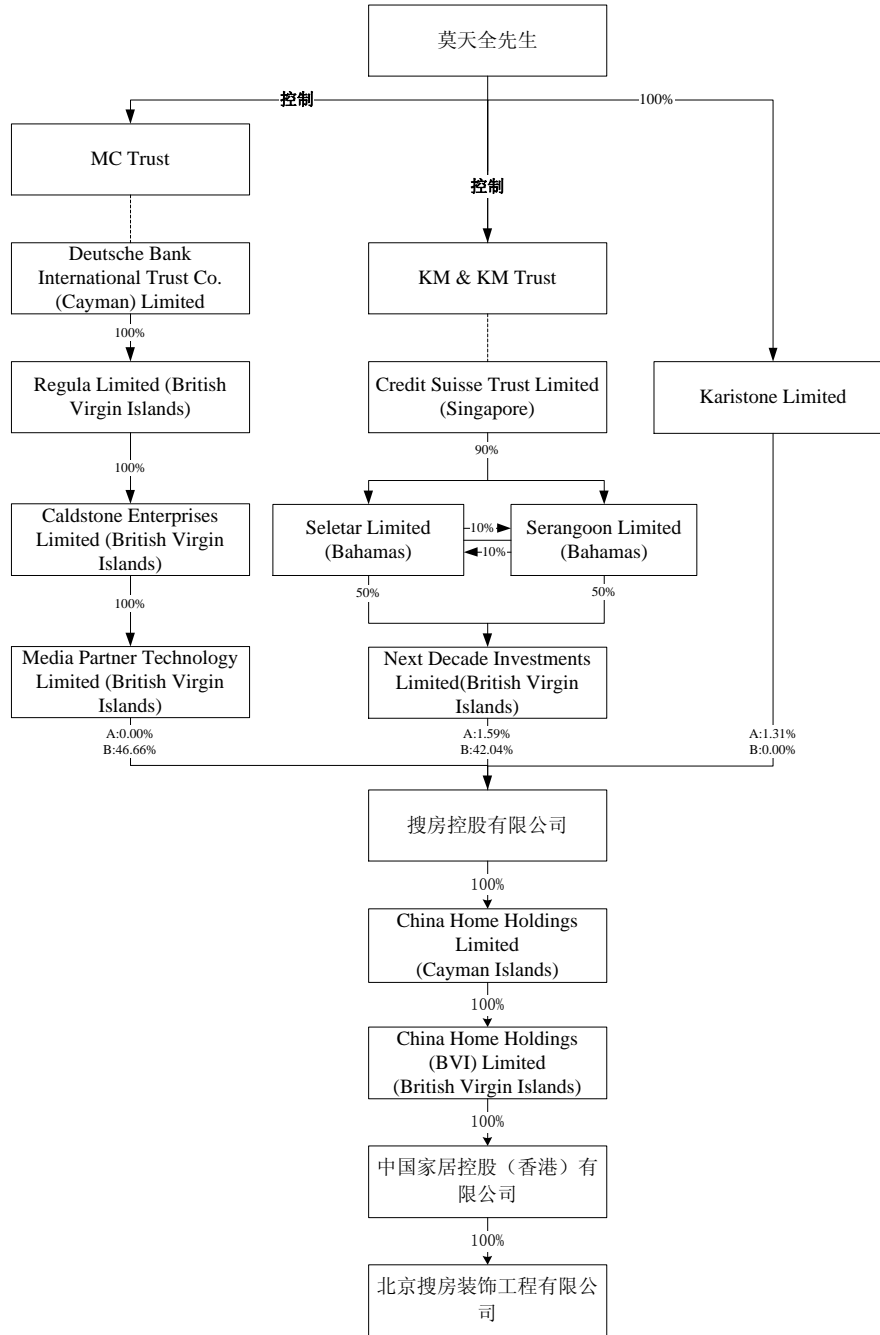 莫天全先生
控制
100%
MC Trust
控制
Deutsche Bank
International Trust Co.
(Cayman) Limited
KM & KM Trust
100%
Regula Limited (British
Virgin Islands)
Credit Suisse Trust Limited
(Singapore)
Karistone Limited
100%
90%
Caldstone Enterprises
Limited (British Virgin
Islands)
Seletar Limited
(Bahamas)
10%
10%
Serangoon Limited
(Bahamas)
100%
50%
50%
Media Partner Technology
Limited (British Virgin
Islands)
Next Decade Investments
Limited(British Virgin
Islands)
A:0.00%
B:46.66%
A:1.59%
B:42.04%
A:1.31%
B:0.00%
搜房控股有限公司
100%
China Home Holdings
Limited
(Cayman Islands)
100%
China Home Holdings
(BVI) Limited
(British Virgin Islands)
100%
中国家居控股（香港）有
限公司
100%
北京搜房装饰工程有限公
司